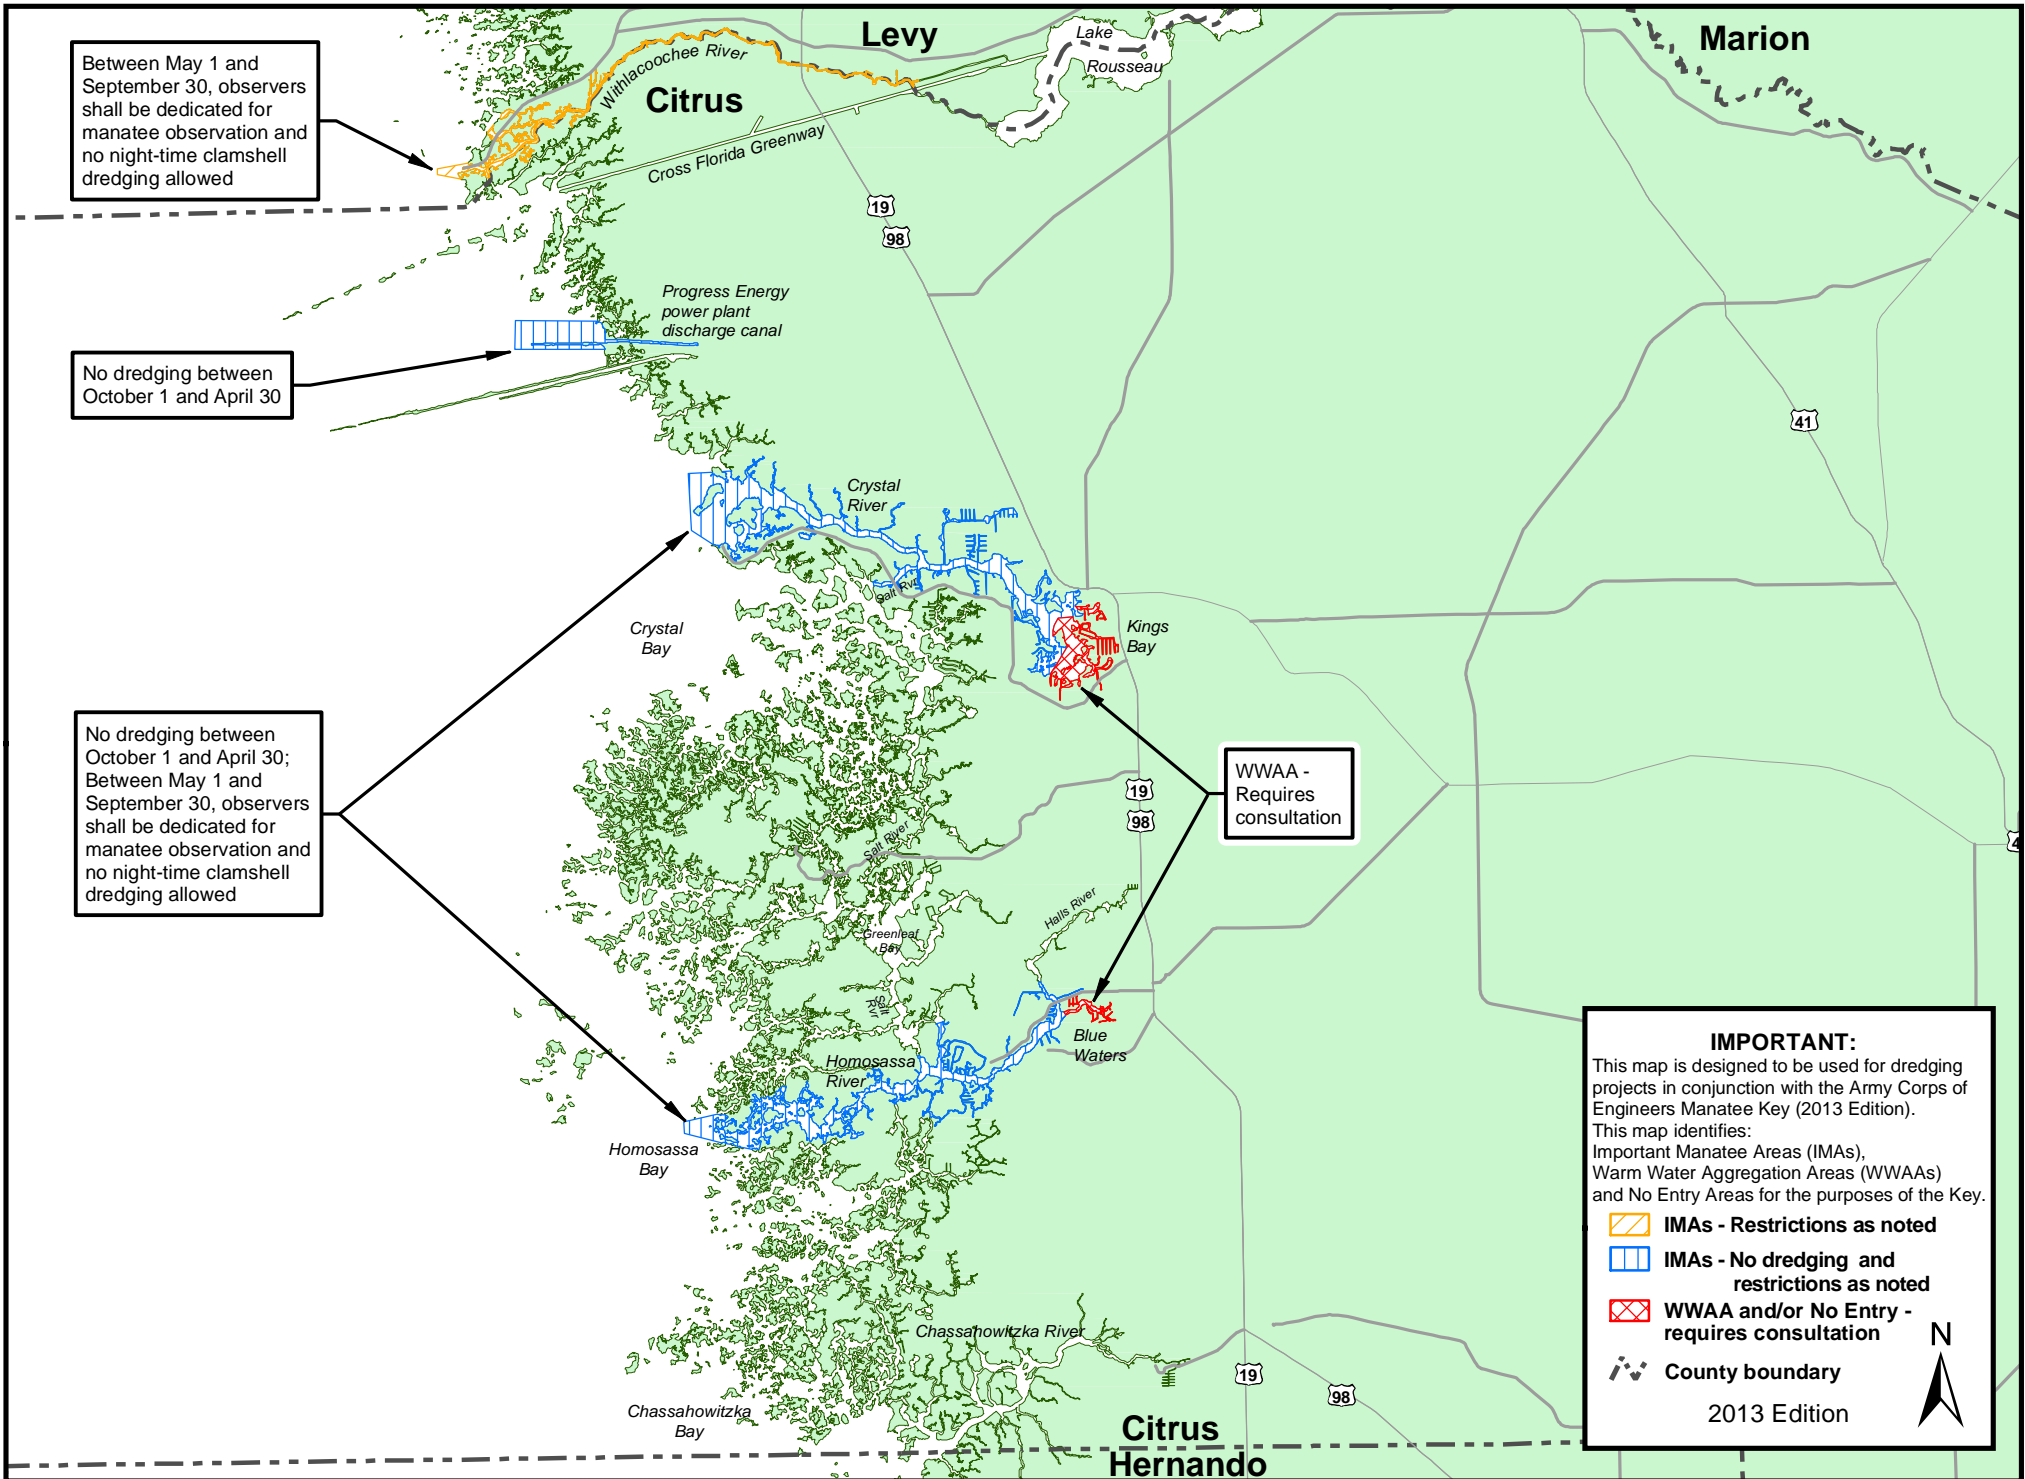 Levy
Lake
Rousseau
Marion
Between May 1 and
September 30, observers
shall be dedicated for
manatee observation and
no night-time clamshell
dredging allowed
Withlacoochee River
Citrus
Cross Florida Greenway
19
98
Progress Energy
power plant
discharge canal
No dredging between
October 1 and April 30
41
Crystal
River
Salt Rvr
Crystal
Bay
Kings
Bay
No dredging between
October 1 and April 30;
Between May 1 and
September 30, observers
shall be dedicated for
manatee observation and
no night-time clamshell
dredging allowed
WWAA -
Requires
consultation
19
98
4
Salt River
Halls River
Greenleaf
Bay
Salt
Rvr
Blue
Waters
Homosassa
River
Homosassa
Bay
IMPORTANT:
This map is designed to be used for dredging
projects in conjunction with the Army Corps of
Engineers Manatee Key (2013 Edition).
This map identifies:
Important Manatee Areas (IMAs),
Warm Water Aggregation Areas (WWAAs)
and No Entry Areas for the purposes of the Key.
IMAs - Restrictions as noted
IMAs - No dredging and
restrictions as noted
WWAA and/or No Entry -
requires consultation
County boundary
N
2013 Edition
Chassahowitzka River
19
98
Chassahowitzka
Bay
Citrus
Hernando